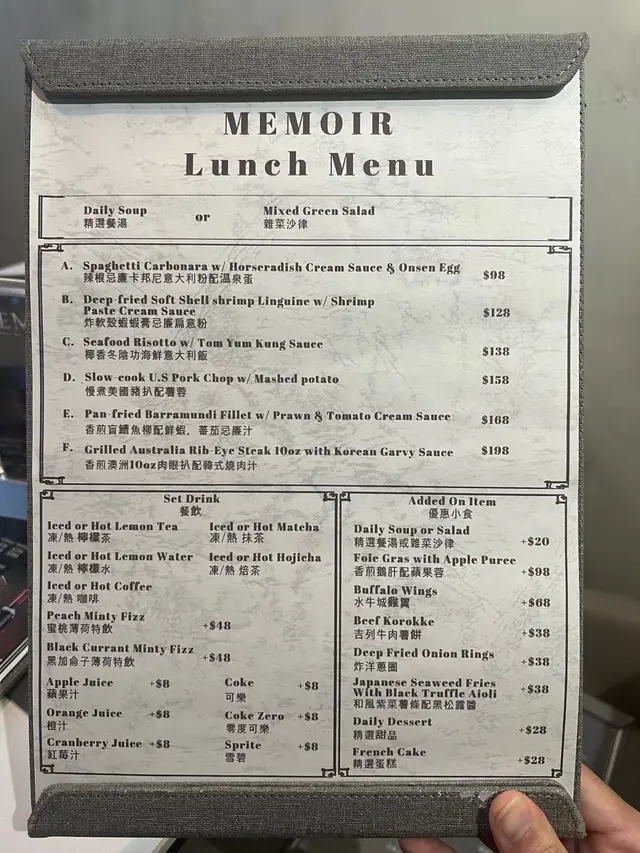 MEMOIR
Lunch Menu
Daily Soup
精選餐湯
or
Mixed Green Salad
雜菜沙律
A. Spaghetti Carbonara w/ Horseradish Cream Sauce & Onsen Egg $98
辣根忌廉卡邦尼意大利粉配溫泉蛋
B. Deep-fried Soft Shell shrimp Linguine w/ Shrimp
Paste Cream Sauce $128
炸軟殼蝦蝦膏忌廉扁意粉
C. Seafood Risotto w/ Tom Yum Kung Sauce $138
椰香冬陰功海鮮意大利飯
D. Slow-cook U.S Pork Chop w/ Mashed potato $158
慢煮美國豬扒配薯蓉
E. Pan-fried Barramundi Fillet w/ Prawn & Tomato Cream Sauce $168
香煎盲鰽魚柳配鮮蝦，蕃茄忌廉汁
F. Grilled Australia Rib-Eye Steak 10oz with Korean Garvy Sauce $198
香煎澳洲10oz肉眼扒配韓式燒肉汁
Set Drink
餐飲
Iced or Hot Lemon Tea
凍/熱 檸檬茶
Iced or Hot Matcha
凍/熱 抹茶
Iced or Hot Lemon Water
凍/熱 檸檬水
Iced or Hot Hojicha
凍/熱 焙茶
Iced or Hot Coffee
凍/熱 咖啡
Peach Minty Fizz +$48
蜜桃薄荷特飲
Black Currant Minty Fizz +$48
黑加侖子薄荷特飲
Apple Juice +$8
蘋果汁
Coke +$8
可樂
Orange Juice +$8
橙汁
Coke Zero +$8
零度可樂
Cranberry Juice +$8
紅莓汁
Sprite +$8
雪碧
Added On Item
優惠小食
Daily Soup or Salad
精選餐湯或雜菜沙律 +$20
Foie Gras with Apple Puree
香煎鵝肝配蘋果蓉 +$98
Buffalo Wings
水牛城雞翼 +$68
Beef Korokke
吉列牛肉薯餅 +$38
Deep Fried Onion Rings
炸洋蔥圈 +$38
Japanese Seaweed Fries
With Black Truffle Aioli +$38
和風紫菜薯條配黑松露醬
Daily Dessert
精選甜品 +$28
French Cake
精選蛋糕 +$28